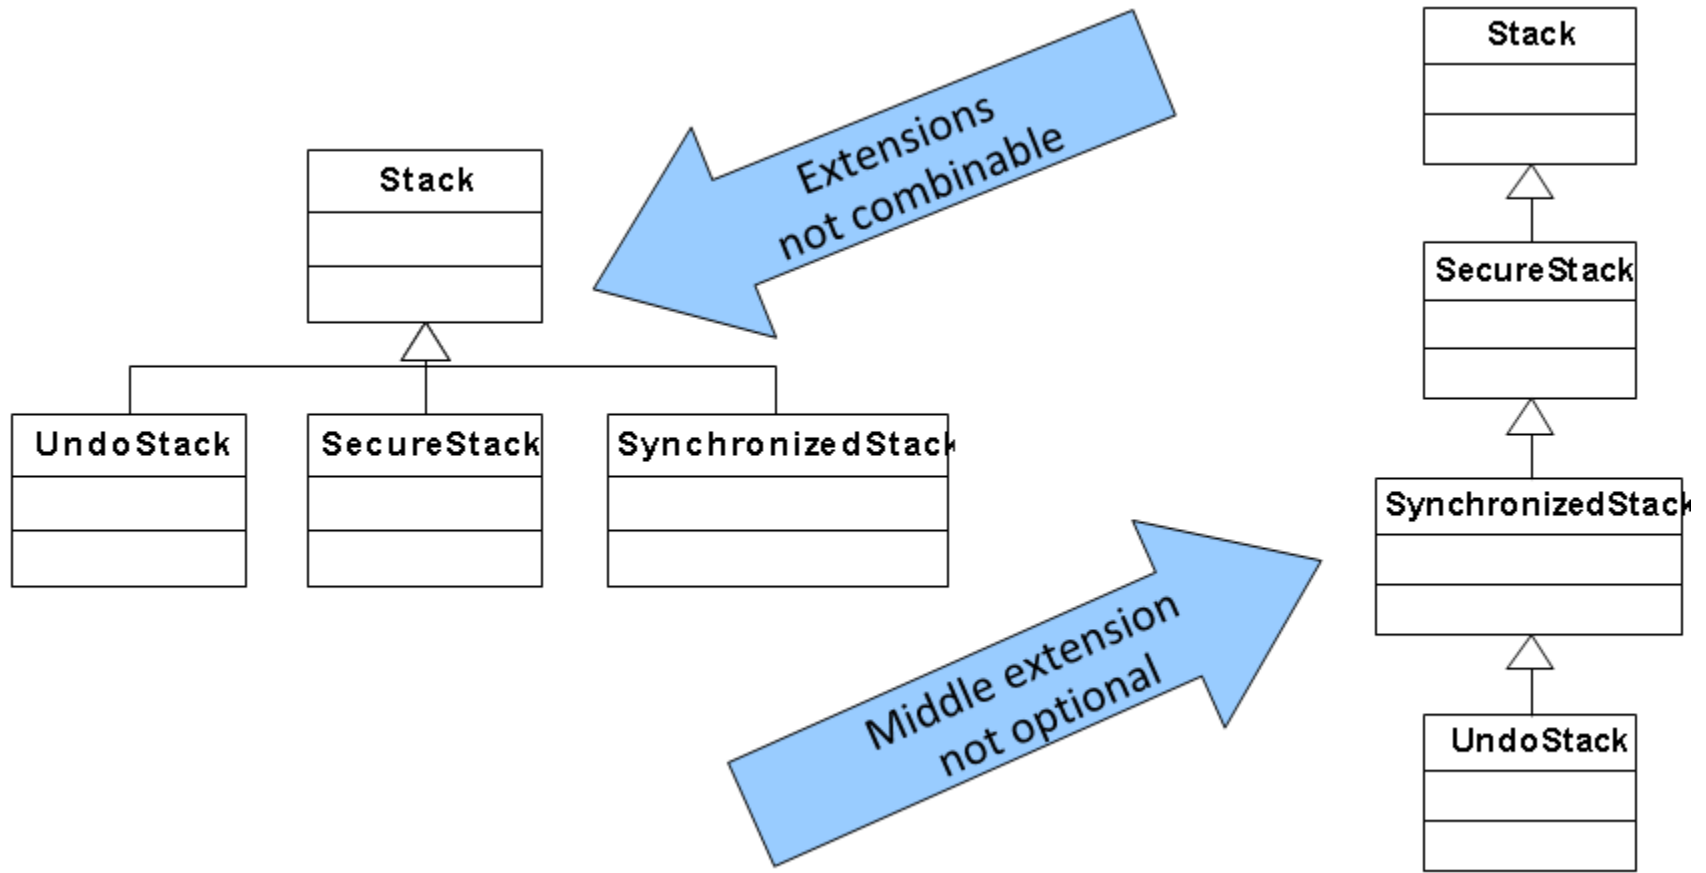 Stack
UndoStack
SecureStack
SynchronizedStack
Extensions
not combinable
Middle extension
not optional
Stack
SecureStack
SynchronizedStack
UndoStack